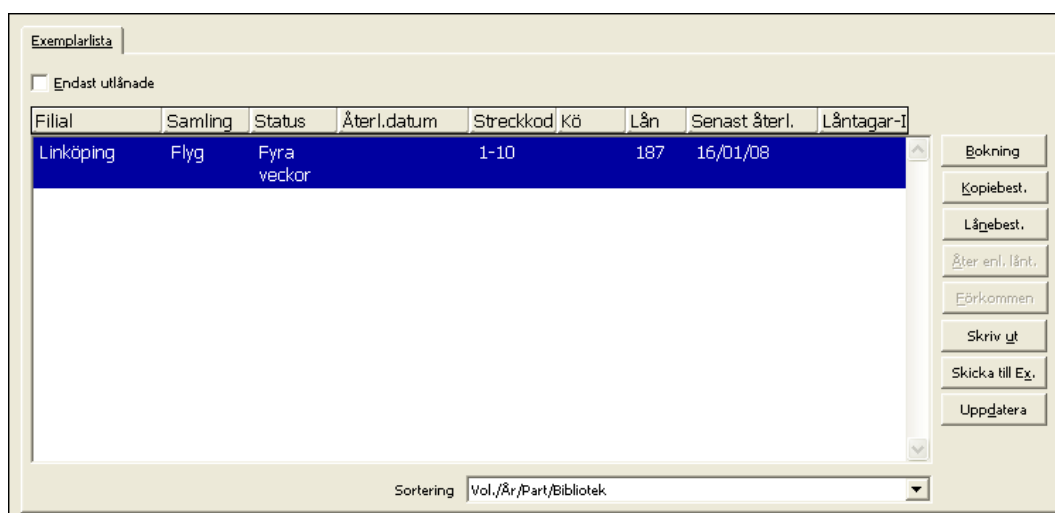 Exemplarlista
Endast utlånade
Filial Samling Status Återl.datum Streckkod Kö Lån Senast återl. Låntagar-I
Linköping Flyg Fyra veckor 1-10 187 16/01/08
Bokning
Kopiebest.
Lånebest.
Åter enl. lånt.
Förkommen
Skriv ut
Skicka till Ex.
Uppdatera
Sortering Vol./År/Part/Bibliotek